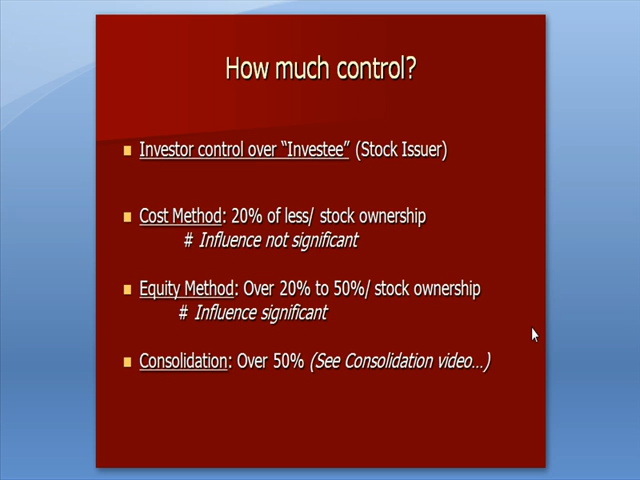 How much control?
Investor control over “Investee” (Stock Issuer)
Cost Method: 20% of less/ stock ownership
# Influence not significant
Equity Method: Over 20% to 50%/ stock ownership
# Influence significant
Consolidation: Over 50% (See Consolidation video...)